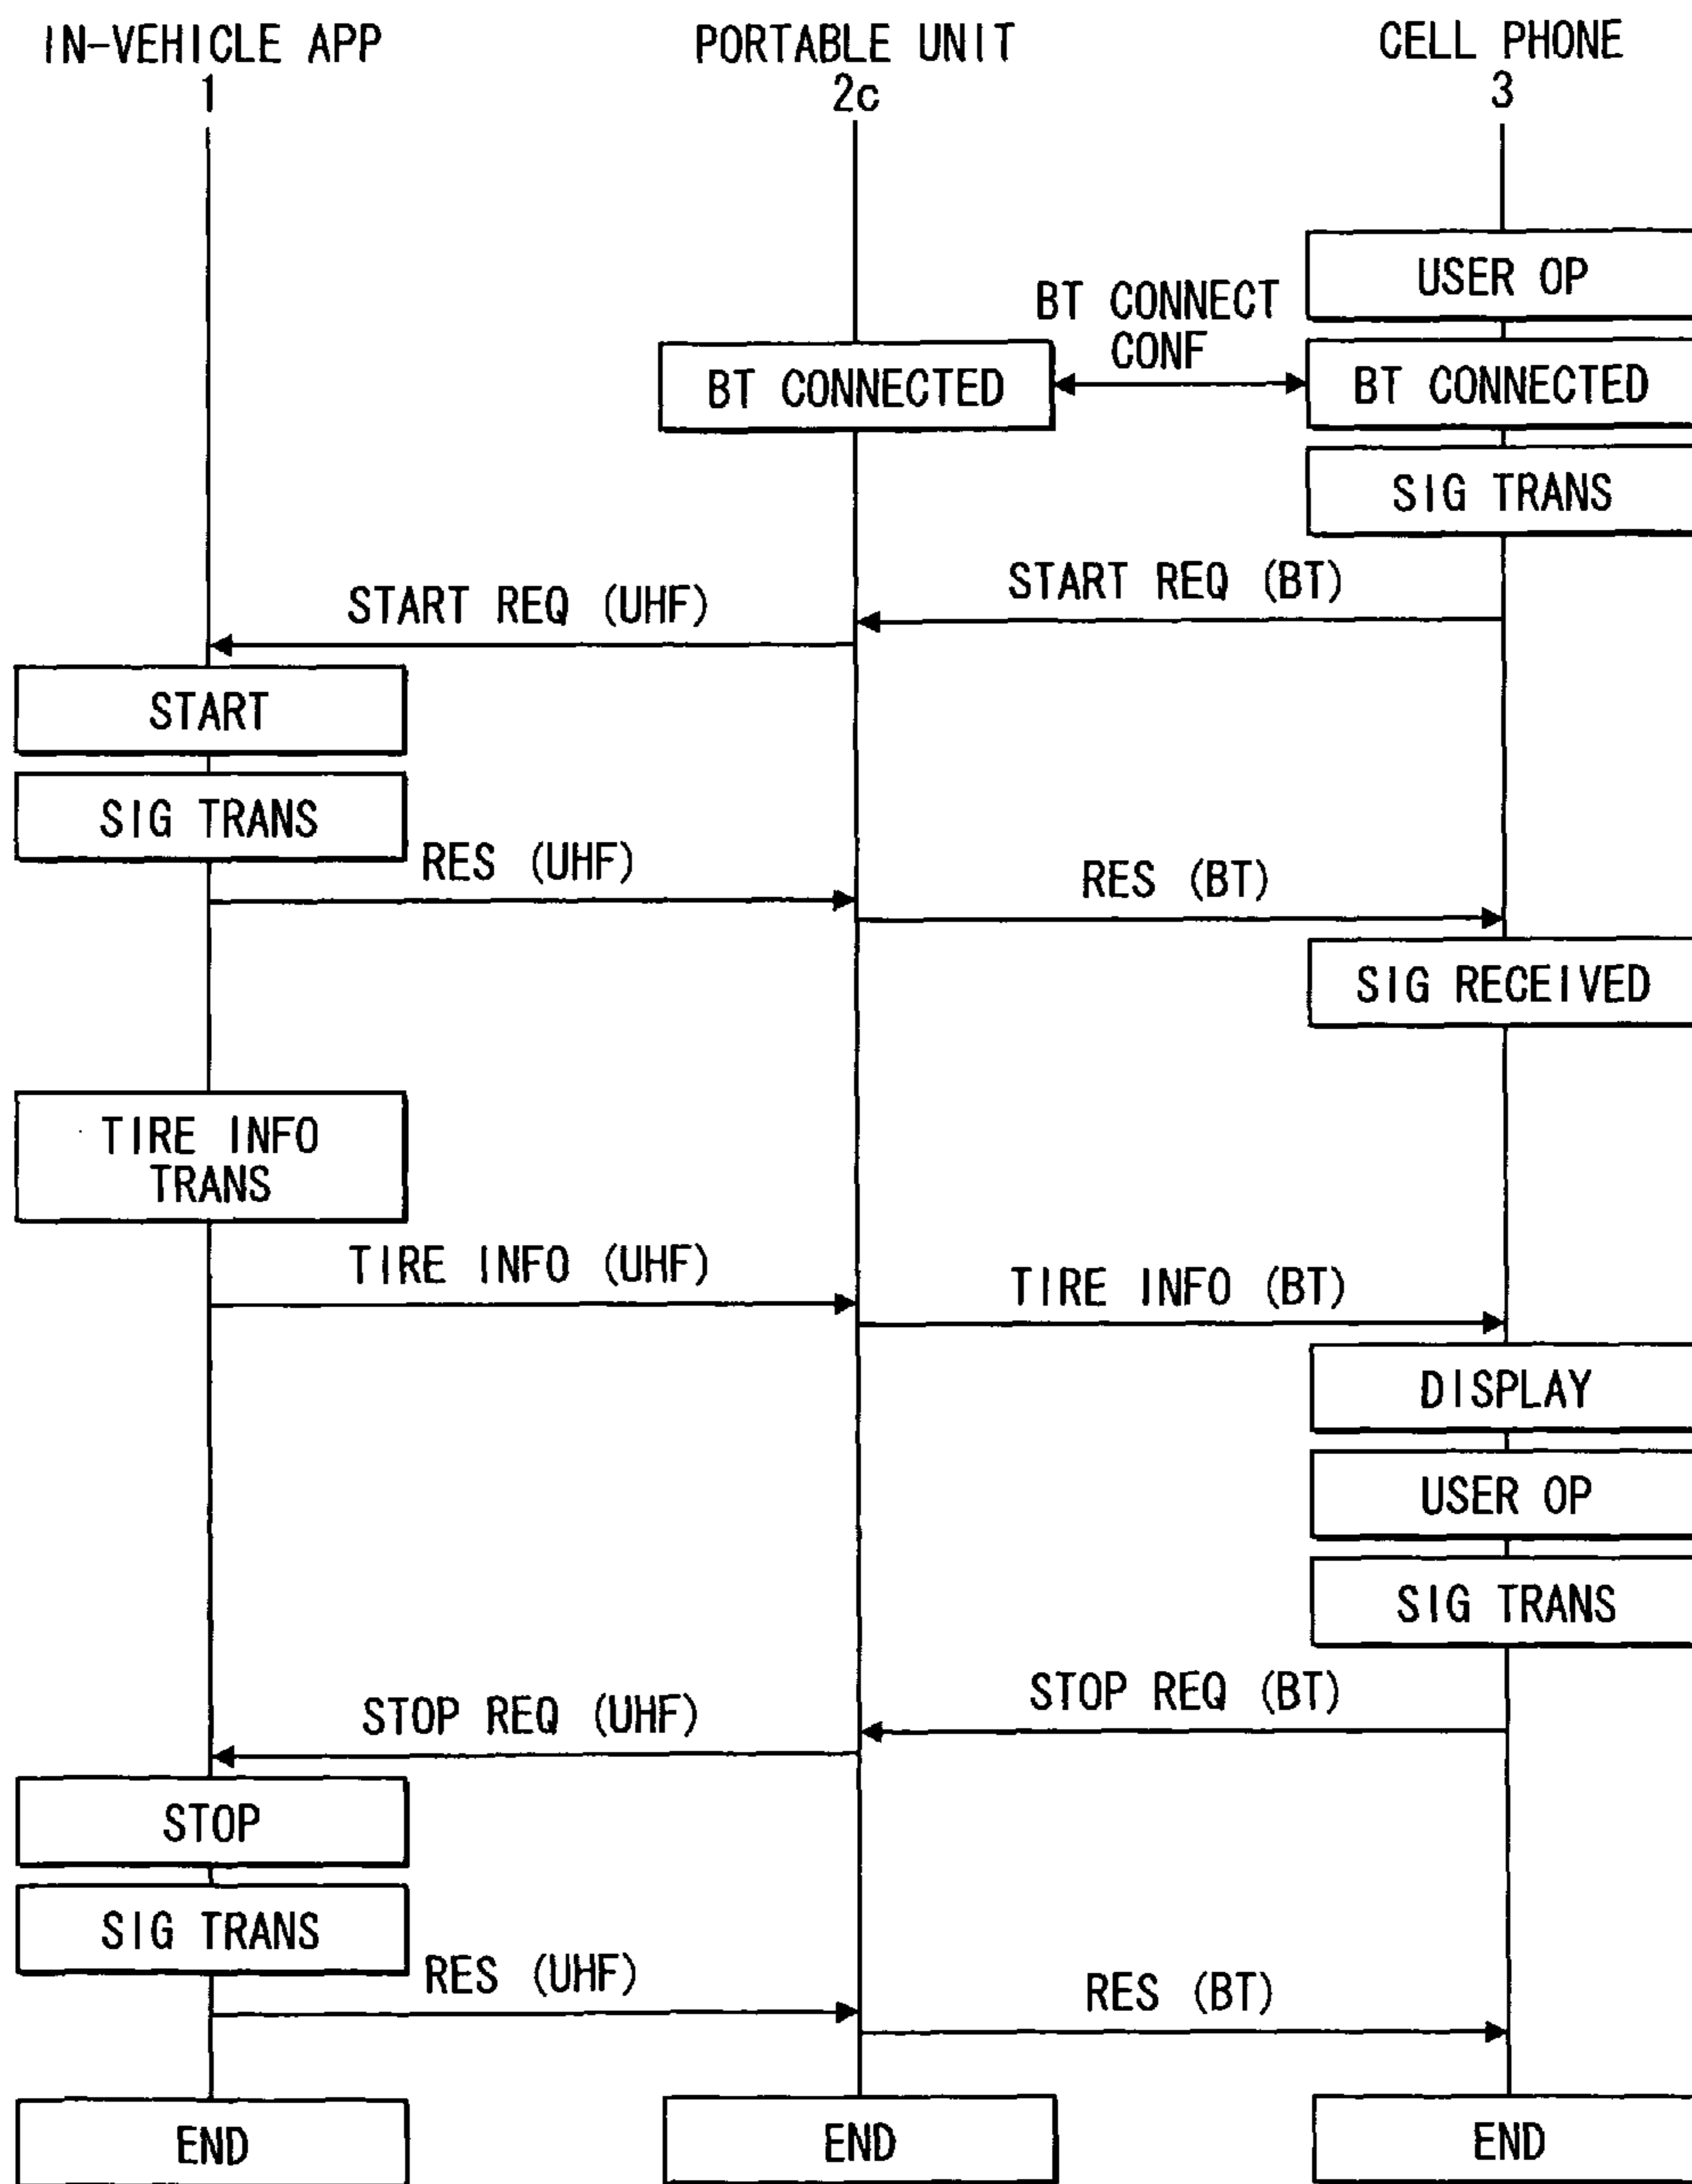 IN-VEHICLE APP
1
PORTABLE UNIT
2c
CELL PHONE
3
USER OP
BT CONNECT
CONF
BT CONNECTED
BT CONNECTED
SIG TRANS
START REQ (BT)
START REQ (UHF)
START
SIG TRANS
RES (UHF)
RES (BT)
SIG RECEIVED
TIRE INFO
TRANS
TIRE INFO (UHF)
TIRE INFO (BT)
DISPLAY
USER OP
SIG TRANS
STOP REQ (BT)
STOP REQ (UHF)
STOP
SIG TRANS
RES (UHF)
RES (BT)
END
END
END